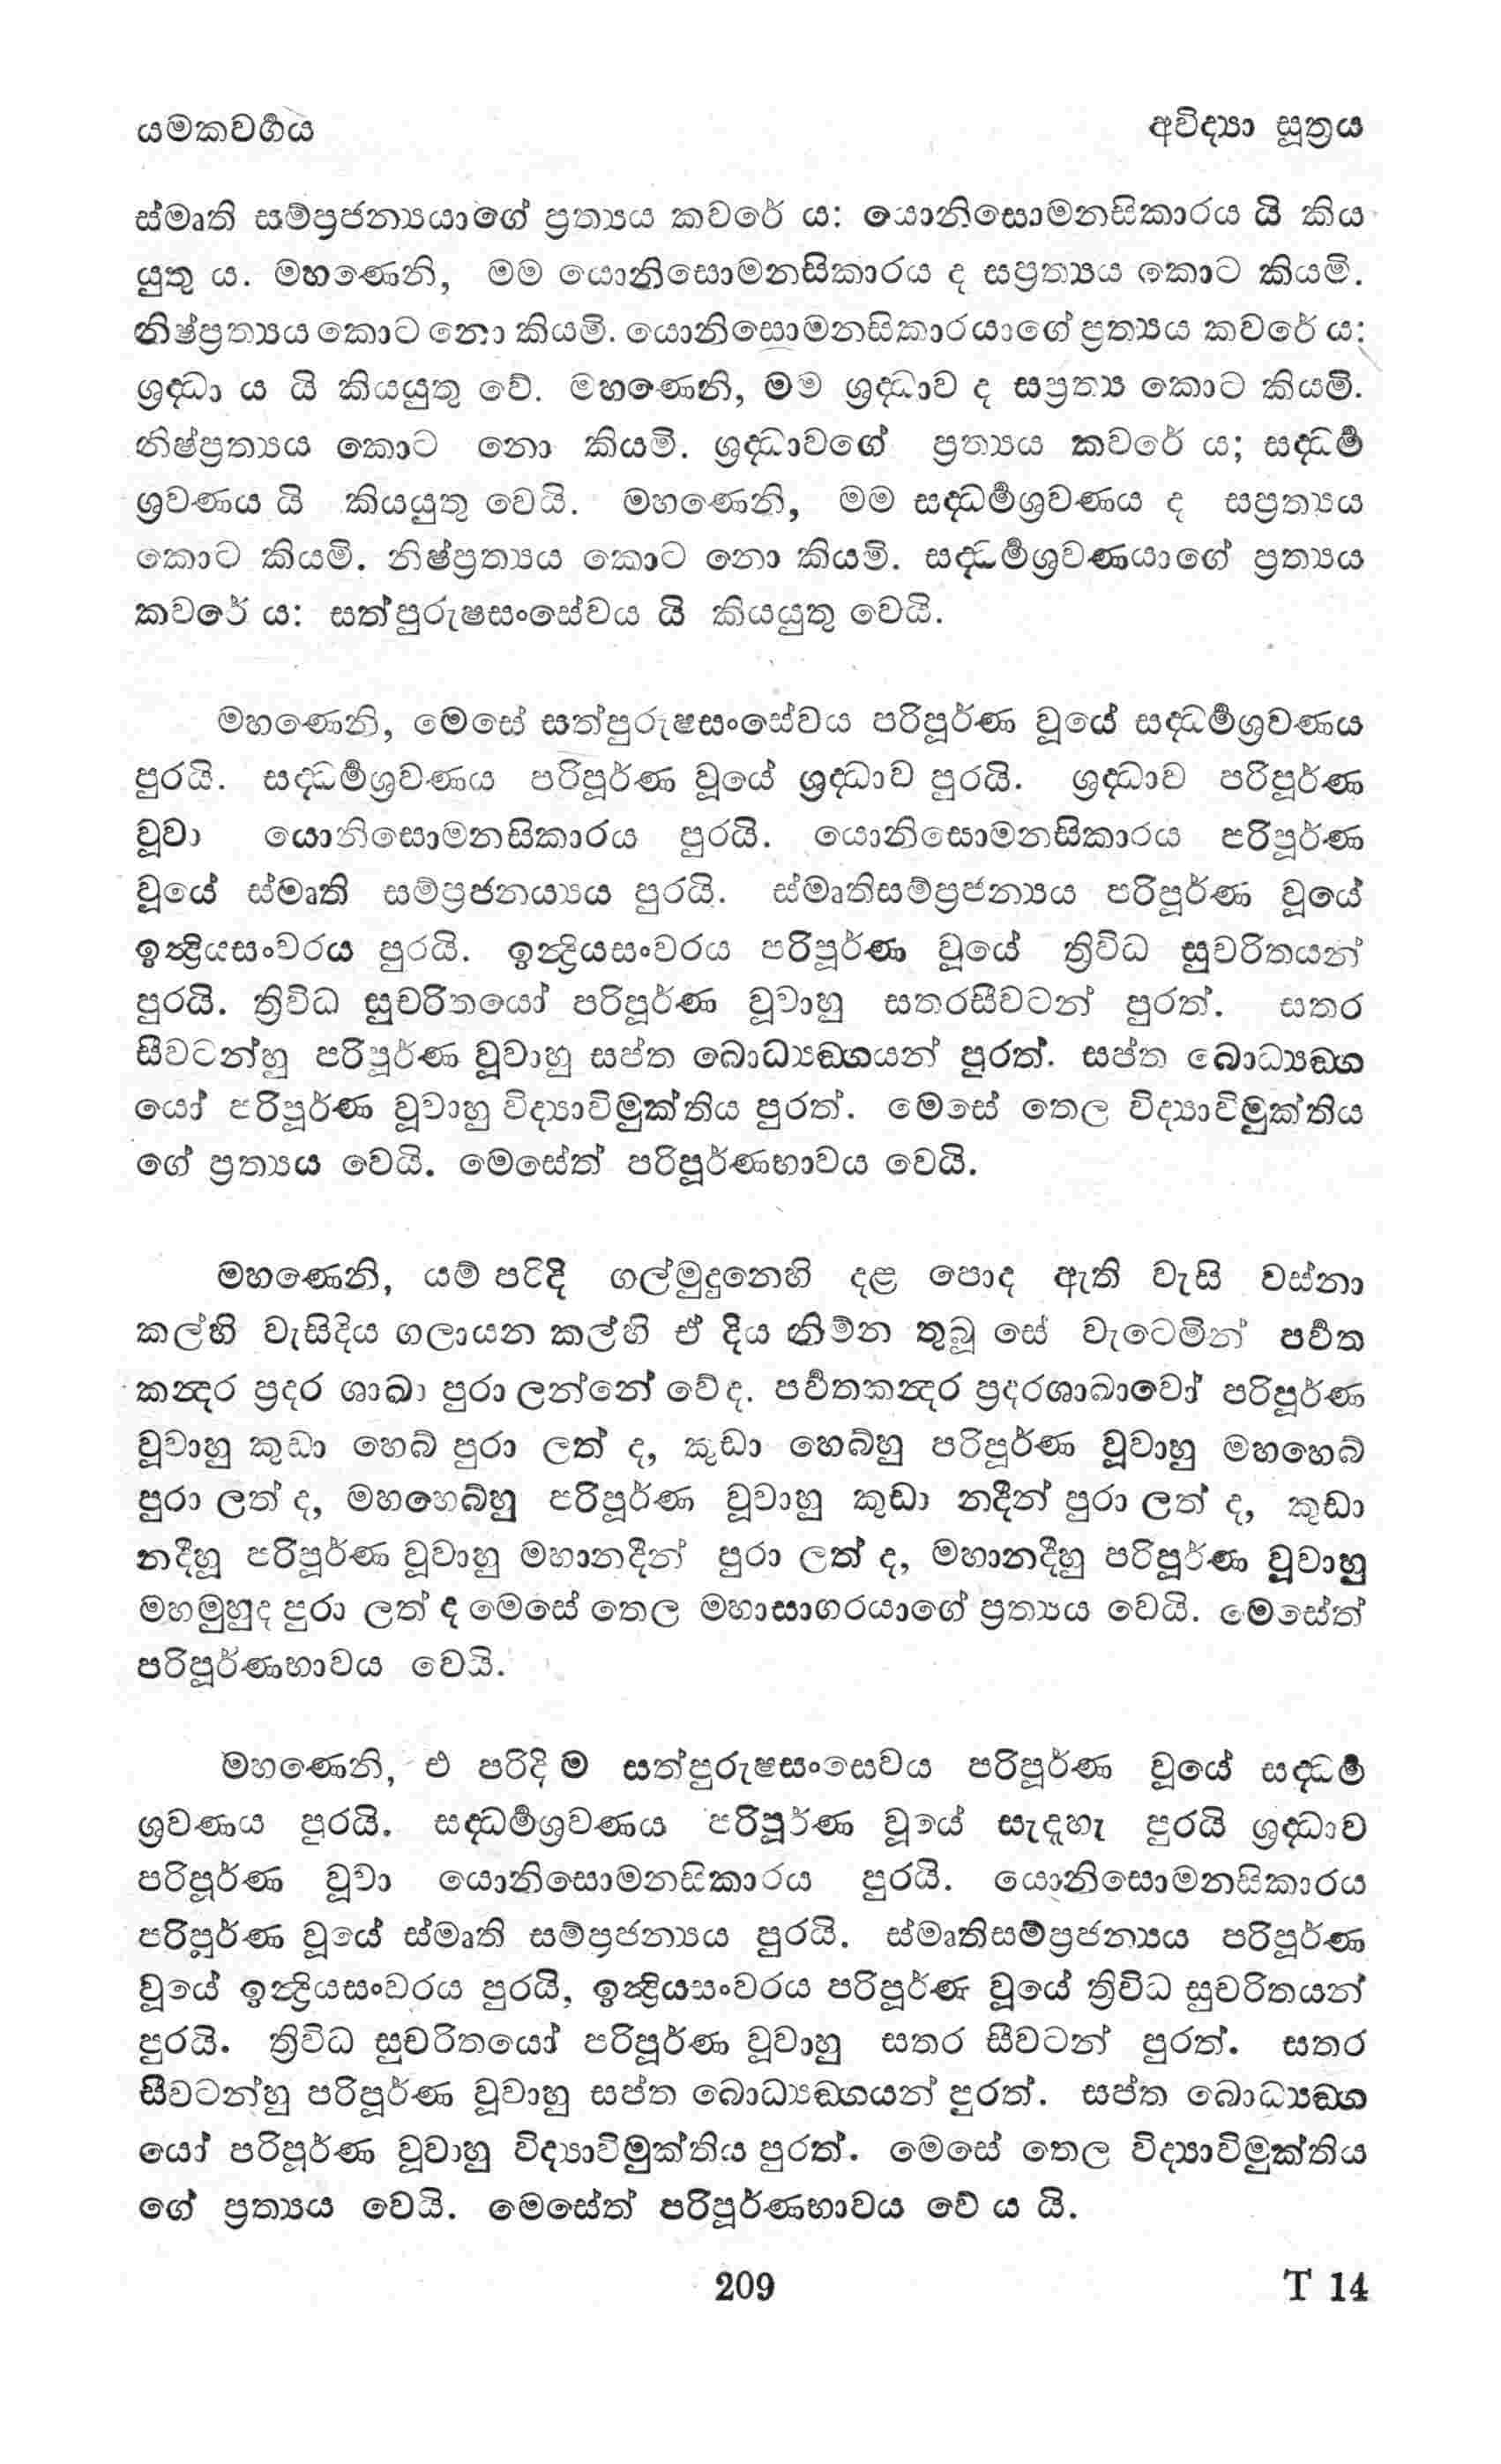 යමකවර්‍ගය
අවිද්‍යා සූත්‍රය
ස්මෘති සම්ප්‍රජන්‍යයාගේ ප්‍රත්‍යය කවරේ ය: යොනිසොමනසිකාරය යි කිය
යුතු ය. මහණෙනි, මම යොනිසොමනසිකාරය ද සප්‍රත්‍යය කොට කියමි.
නිෂ්ප්‍රත්‍යය කොට නො කියමි. යොනිසොමනසිකාරයාගේ ප්‍රත්‍යය කවරේ ය:
ශ්‍රද්‍ධා ය යි කියයුතු වේ. මහණෙනි, මම ශ්‍රද්‍ධාව ද සප්‍රත්‍ය කොට කියමි.
නිෂ්ප්‍රත්‍යය කොට නො කියමි. ශ්‍රද්‍ධාවගේ ප්‍රත්‍යය කවරේ ය; සද්‍ධර්‍ම
ශ්‍රවණය යි කියයුතු වෙයි. මහණෙනි, මම සද්‍ධර්‍මශ්‍රවණය ද සප්‍රත්‍යය
කොට කියමි. නිෂ්ප්‍රත්‍යය කොට නො කියමි. සද්‍ධර්‍මශ්‍රවණයාගේ ප්‍රත්‍යය
කවරේ ය: සත්පුරුෂසංසේවය යි කියයුතු වෙයි.
මහණෙනි, මෙසේ සත්පුරුෂසංසේවය පරිපූර්ණ වූයේ සද්‍ධර්‍මශ්‍රවණය
පුරයි. සද්‍ධර්‍මශ්‍රවණය පරිපූර්ණ වූයේ ශ්‍රද්‍ධාව පුරයි. ශ්‍රද්‍ධාව පරිපූර්ණ
වූවා යොනිසොමනසිකාරය පුරයි. යොනිසොමනසිකාරය පරිපූර්ණ
වූයේ ස්මෘති සම්ප්‍රජනය්‍යය පුරයි. ස්මෘතිසම්ප්‍රජන්‍යය පරිපූර්ණ වූයේ
ඉන්‍ද්‍රියසංවරය පුරයි. ඉන්‍ද්‍රියසංවරය පරිපූර්ණ වූයේ ත්‍රිවිධ සුචරිතයන්
පුරයි. ත්‍රිවිධ සුචරිතයෝ පරිපූර්ණ වූවාහු සතරසීවටන් පුරත්. සතර
සීවටන්හු පරිපූර්ණ වූවාහු සප්ත බොධ්‍යඞ්‍ගයන් පුරත්. සප්ත බොධ්‍යඞ්‍ග
යෝ පරිපූර්ණ වූවාහු විද්‍යාවිමුක්තිය පුරත්. මෙසේ තෙල විද්‍යාවිමුක්තිය
ගේ ප්‍රත්‍යය වෙයි. මෙසේත් පරිපූර්ණභාවය වෙයි.
මහණෙනි, යම් පරිදි ගල්මුදුනෙහි දළ පොද ඇති වැසි වස්නා
කල්හි වැසිදිය ගලායන කල්හි ඒ දිය නිම්න තුබූ සේ වැටෙමින් පර්‍වත
කන්‍දර ප්‍රදර ශාඛා පුරා ලන්නේ වේ ද. පර්‍වතකන්‍දර ප්‍රදරශාඛාවෝ පරිපූර්ණ
වූවාහු කුඩා හෙබ් පුරා ලත් ද, කුඩා හෙබ්හු පරිපූර්ණ වූවාහු මහහෙබ්
පුරා ලත් ද, මහහෙබ්හු පරිපූර්ණ වූවාහු කුඩා නදීන් පුරා ලත් ද, කුඩා
නදීහූ පරිපූර්ණ වූවාහු මහානදීන් පුරා ලත් ද, මහානදීහු පරිපූර්ණ වූවාහු
මහමුහුද පුරා ලත් ද මෙසේ තෙල මහාසාගරයාගේ ප්‍රත්‍යය වෙයි. මෙසේත්
පරිපූර්ණභාවය වෙයි.
මහණෙනි, එ පරිදි ම සත්පුරුෂසංසෙවය පරිපූර්ණ වූයේ සද්‍ධර්‍ම
ශ්‍රවණය පුරයි. සද්‍ධර්‍මශ්‍රවණය පරිපූර්ණ වූයේ සැදැහැ පුරයි ශ්‍රද්‍ධාව
පරිපූර්ණ වූවා යොනිසොමනසිකාරය පුරයි. යොනිසොමනසිකාරය
පරිපූර්ණ වූයේ ස්මෘති සම්ප්‍රජන්‍යය පුරයි. ස්මෘතිසම්ප්‍රජන්‍යය පරිපූර්ණ
වූයේ ඉන්‍ද්‍රියසංවරය පුරයි, ඉන්‍ද්‍රියසංවරය පරිපූර්ණ වූයේ ත්‍රිවිධ සුචරිතයන්
පුරයි. ත්‍රිවිධ සුචරිතයෝ පරිපූර්ණ වූවාහු සතර සීවටන් පුරත්. සතර
සීවටන්හු පරිපූර්ණ වූවාහු සප්ත බොධ්‍යඞ්‍ගයන් පුරත්. සප්ත බොධ්‍යඞ්‍ග
යෝ පරිපූර්ණ වූවාහු විද්‍යාවිමුක්තිය පුරත්. මෙසේ තෙල විද්‍යාවිමුක්තිය
ගේ ප්‍රත්‍යය වෙයි. මෙසේත් පරිපූර්ණභාවය වේ ය යි.
209
T 14